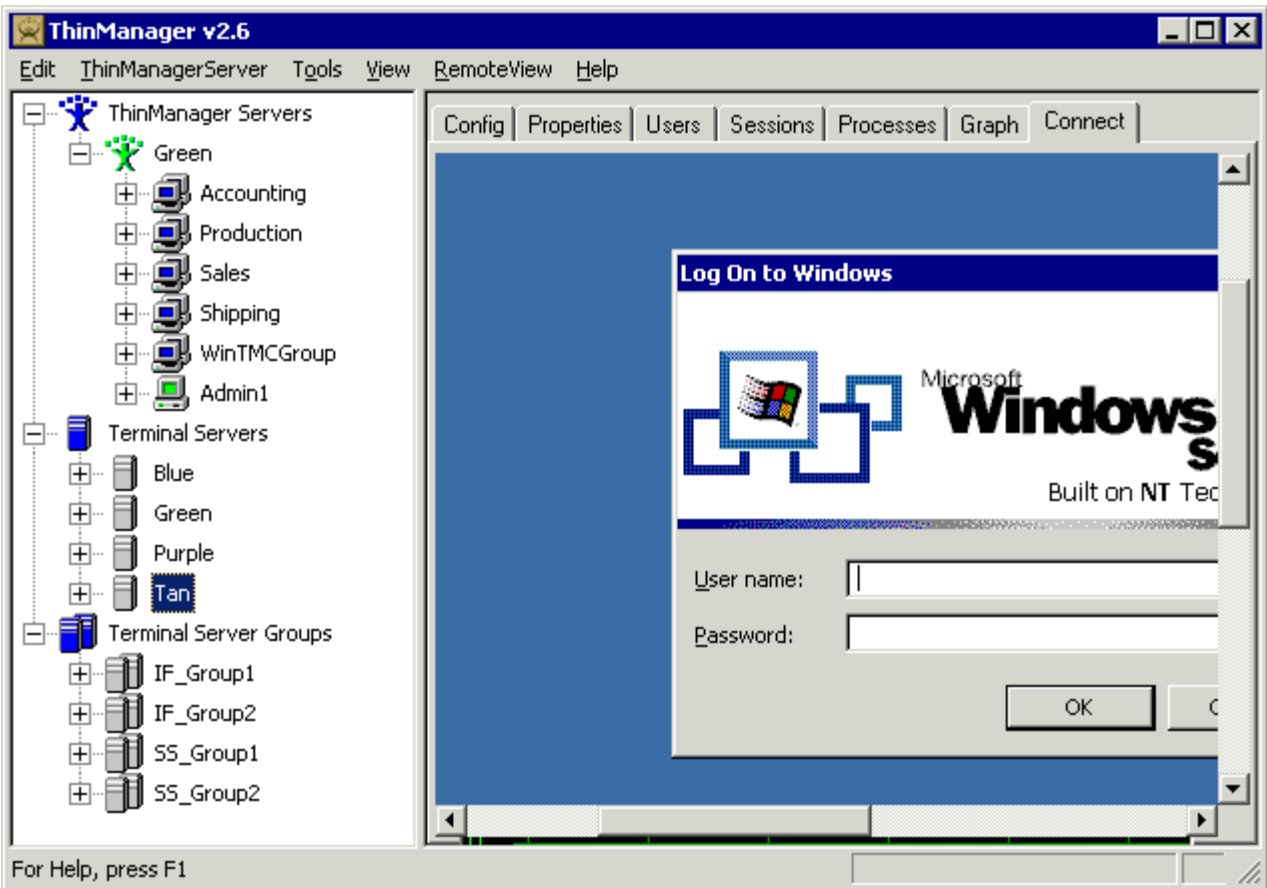 ThinManager v2.6
Edit ThinManagerServer Tools View RemoteView Help
ThinManager Servers
Green
Accounting
Production
Sales
Shipping
WinTMCGroup
Admin1
Terminal Servers
Blue
Green
Purple
Tan
Terminal Server Groups
IF_Group1
IF_Group2
SS_Group1
SS_Group2
Config Properties Users Sessions Processes Graph Connect
Log On to Windows
Microsoft
Windows
Built on NT
User name:
Password:
OK
For Help, press F1